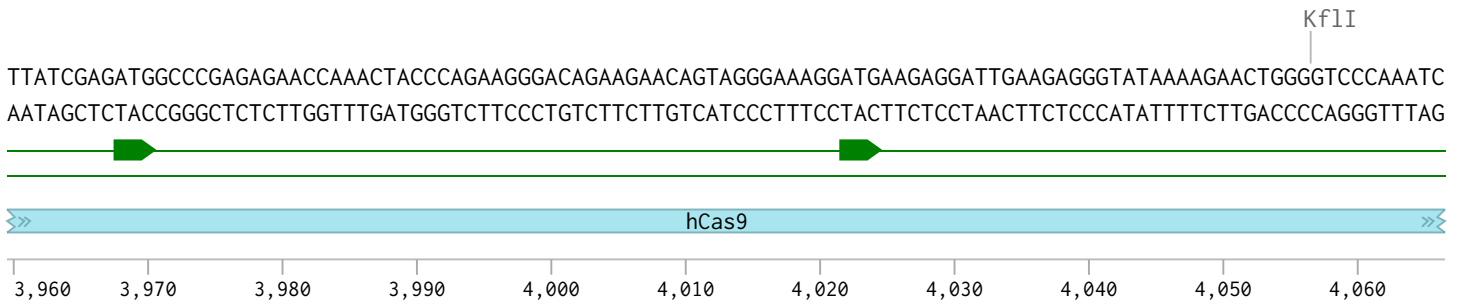 KflI
TTATCGAGATGGCCCGAGAGAACCAAACTACCCAGAAGGGACAGAAGAACAGTAGGGAAAGGATGAAGAGGATTGAAGAGGGTATAAAAGAACTGGGGTCCCAAATC
AATAGCTCTACCGGGCTCTCTTGGTTTGATGGGTCTTCCCTGTCTTCTTGTCATCCCTTTCCTACTTCTCCTAACTTCTCCCATATTTTCTTGACCCCAGGGTTTAG
hCas9
3,960 3,970 3,980 3,990 4,000 4,010 4,020 4,030 4,040 4,050 4,060